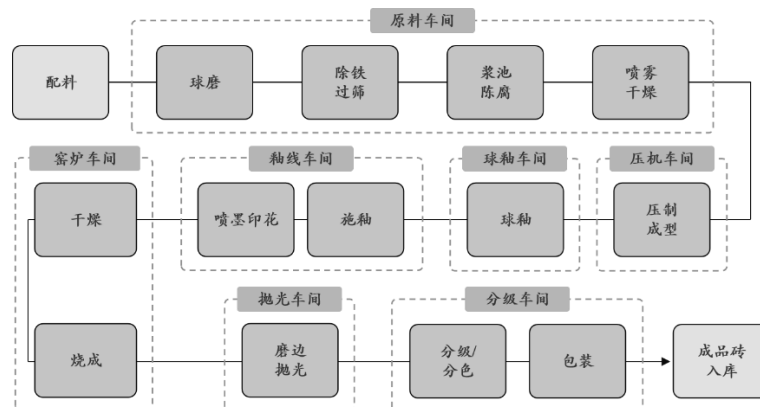 原料车间
配料
球磨
除铁
过筛
浆池
陈腐
喷雾
干燥
窑炉车间
釉线车间
球釉车间
压机车间
干燥
喷墨印花
施釉
球釉
压制
成型
抛光车间
分级车间
烧成
磨边
抛光
分级/
分色
包装
成品砖
入库